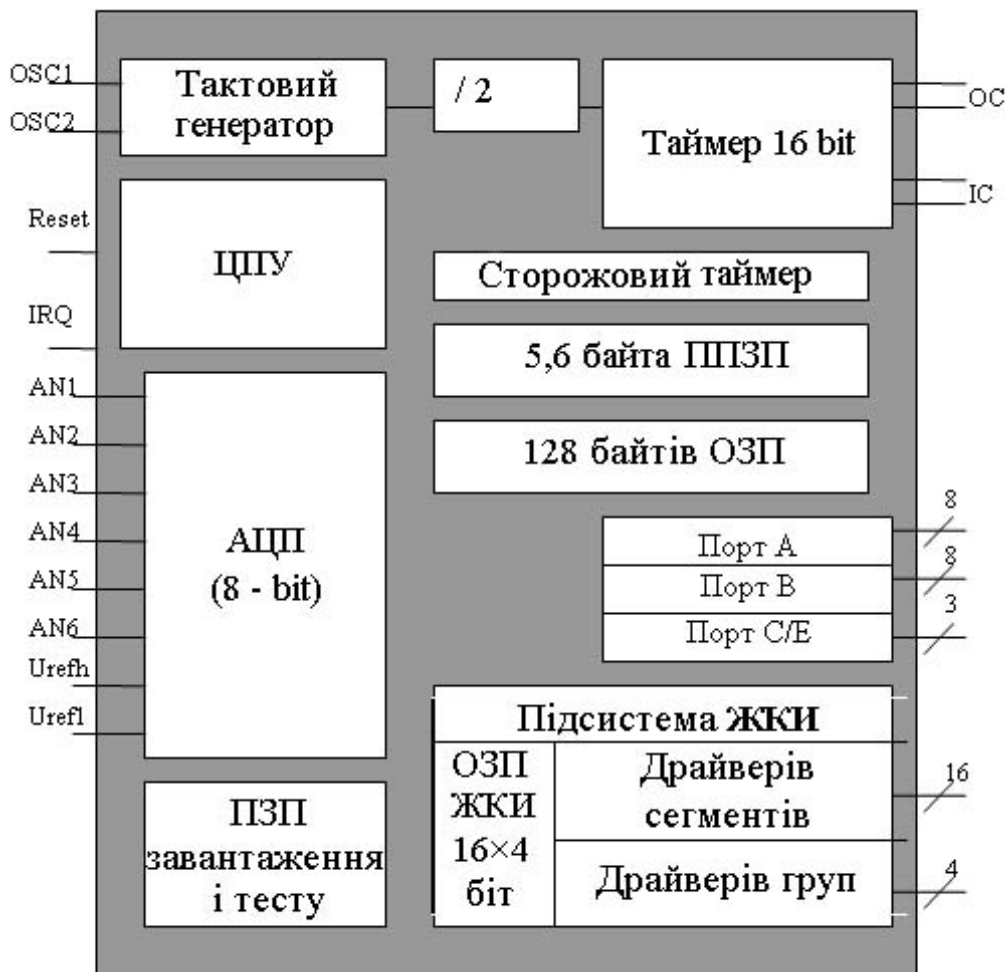 OSC1
OSC2
Тактовий
генератор
/ 2
Таймер 16 bit
OC
IC
Reset
ЦПУ
Сторожовий таймер
IRQ
5,6 байта ППЗП
AN1
AN2
AN3
AN4
AN5
AN6
Urefh
Urefl
АЦП
(8 - bit)
128 байтів ОЗП
Порт A
8
Порт B
8
Порт C/E
3
Підсистема ЖКИ
ОЗП
ЖКИ
16×4
біт
Драйверів
сегментів
16
Драйверів груп
4
ПЗП
завантаження
і тесту